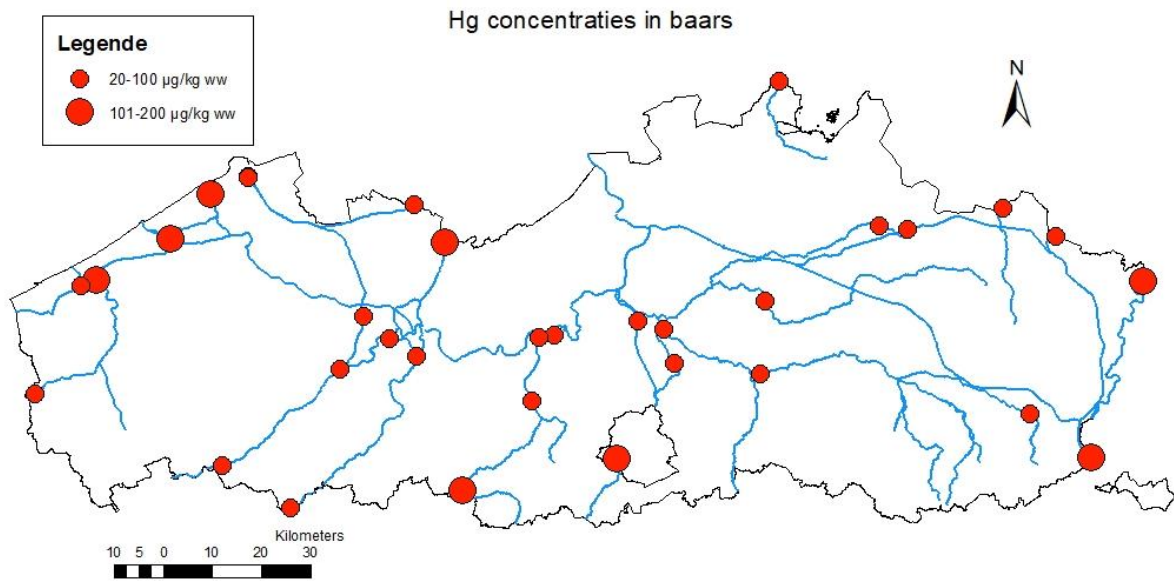 Hg concentraties in baars
Legende
20-100 µg/kg ww
101-200 µg/kg ww
N
Kilometers
10 5 0 10 20 30